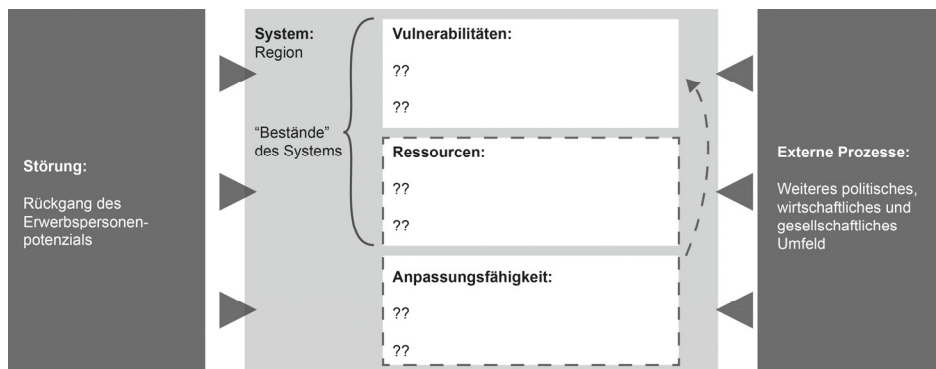 Störung:
Rückgang des
Erwerbspersonen-
potenzials
System:
Region
“Bestände”
des Systems
Vulnerabilitäten:
??
??
Ressourcen:
??
??
Anpassungsfähigkeit:
??
??
Externe Prozesse:
Weiteres politisches,
wirtschaftliches und
gesellschaftliches
Umfeld